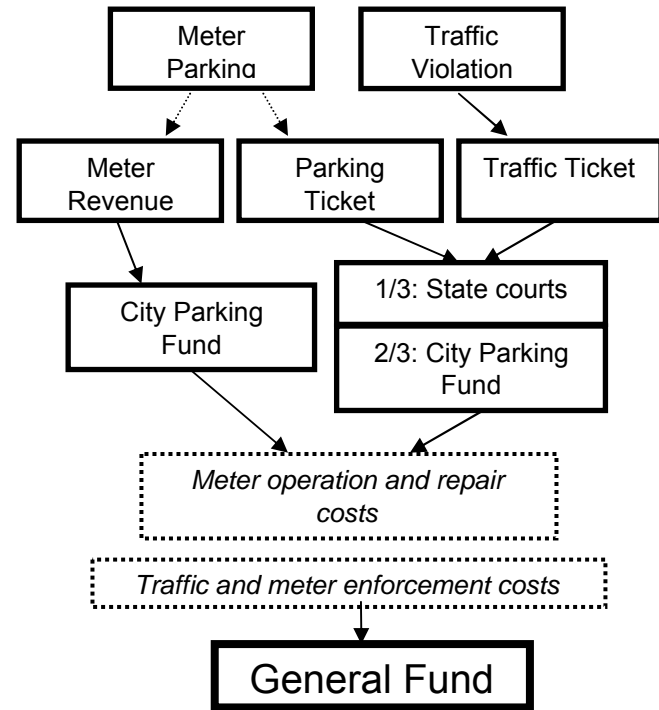 Meter
Parking
Traffic
Violation
Meter
Revenue
Parking
Ticket
Traffic Ticket
1/3: State courts
City Parking
Fund
2/3: City Parking
Fund
Meter operation and repair
costs
Traffic and meter enforcement costs
General Fund